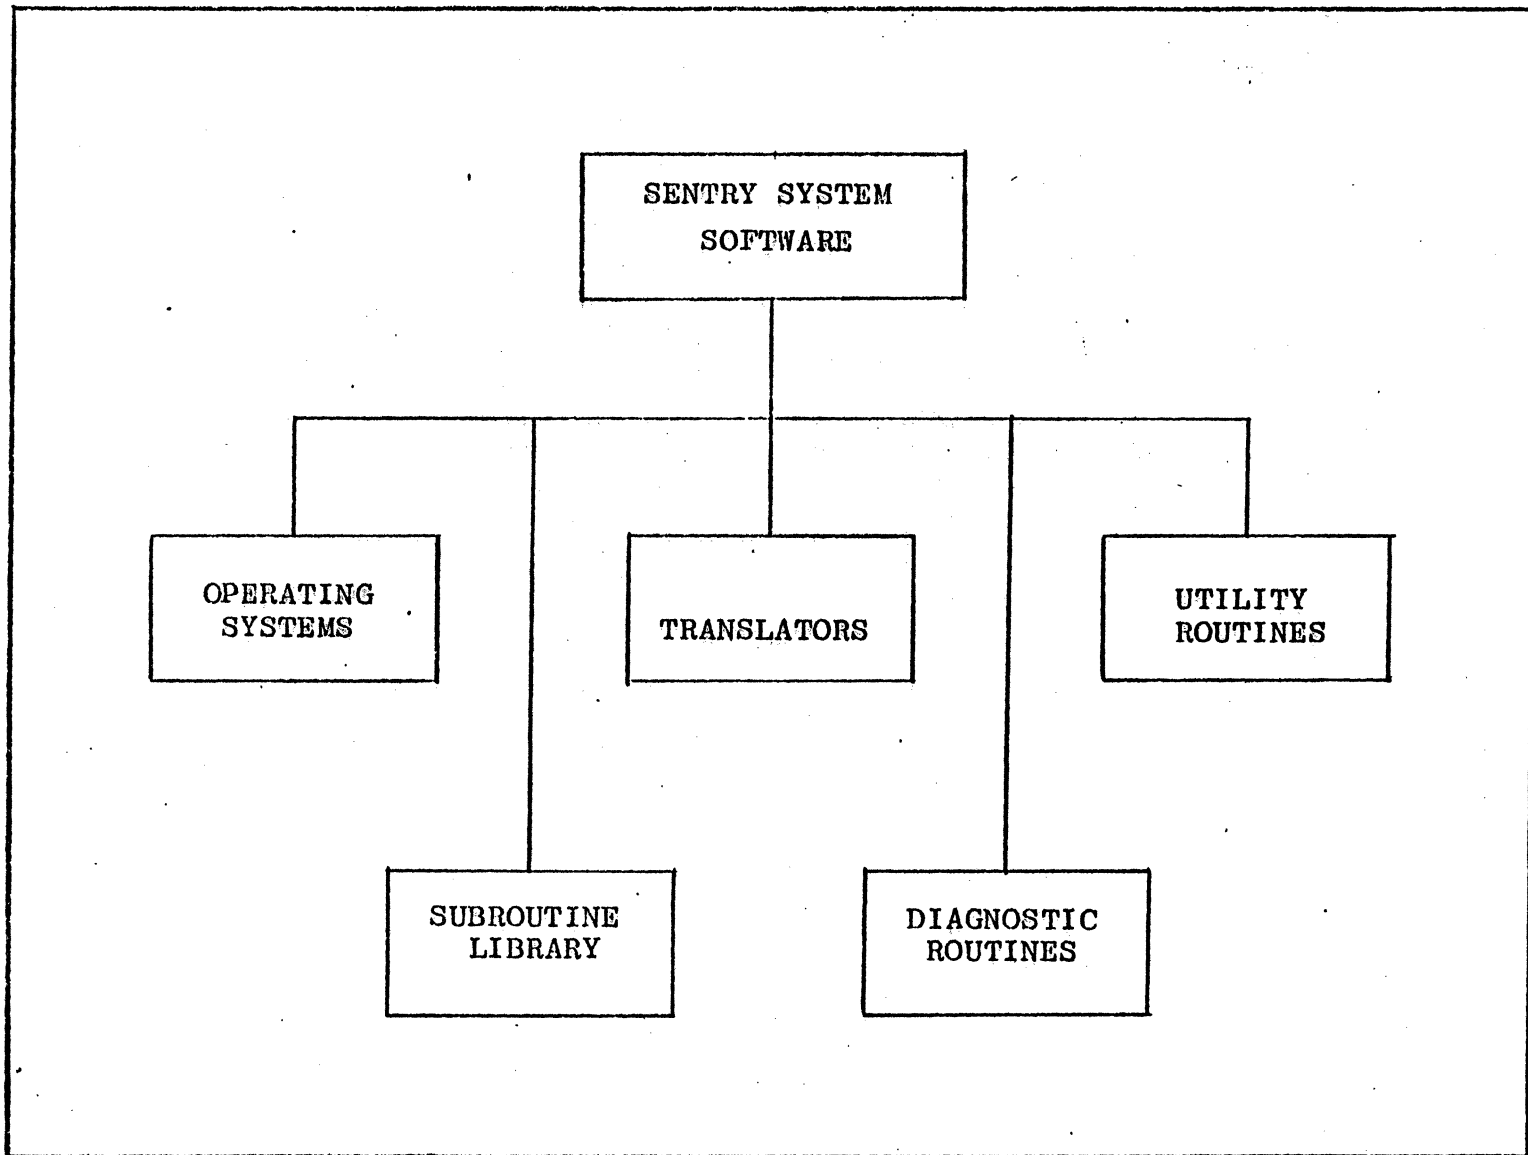 SENTRY SYSTEM
SOFTWARE
OPERATING
SYSTEMS
TRANSLATORS
UTILITY
ROUTINES
SUBROUTINE
LIBRARY
DIAGNOSTIC
ROUTINES